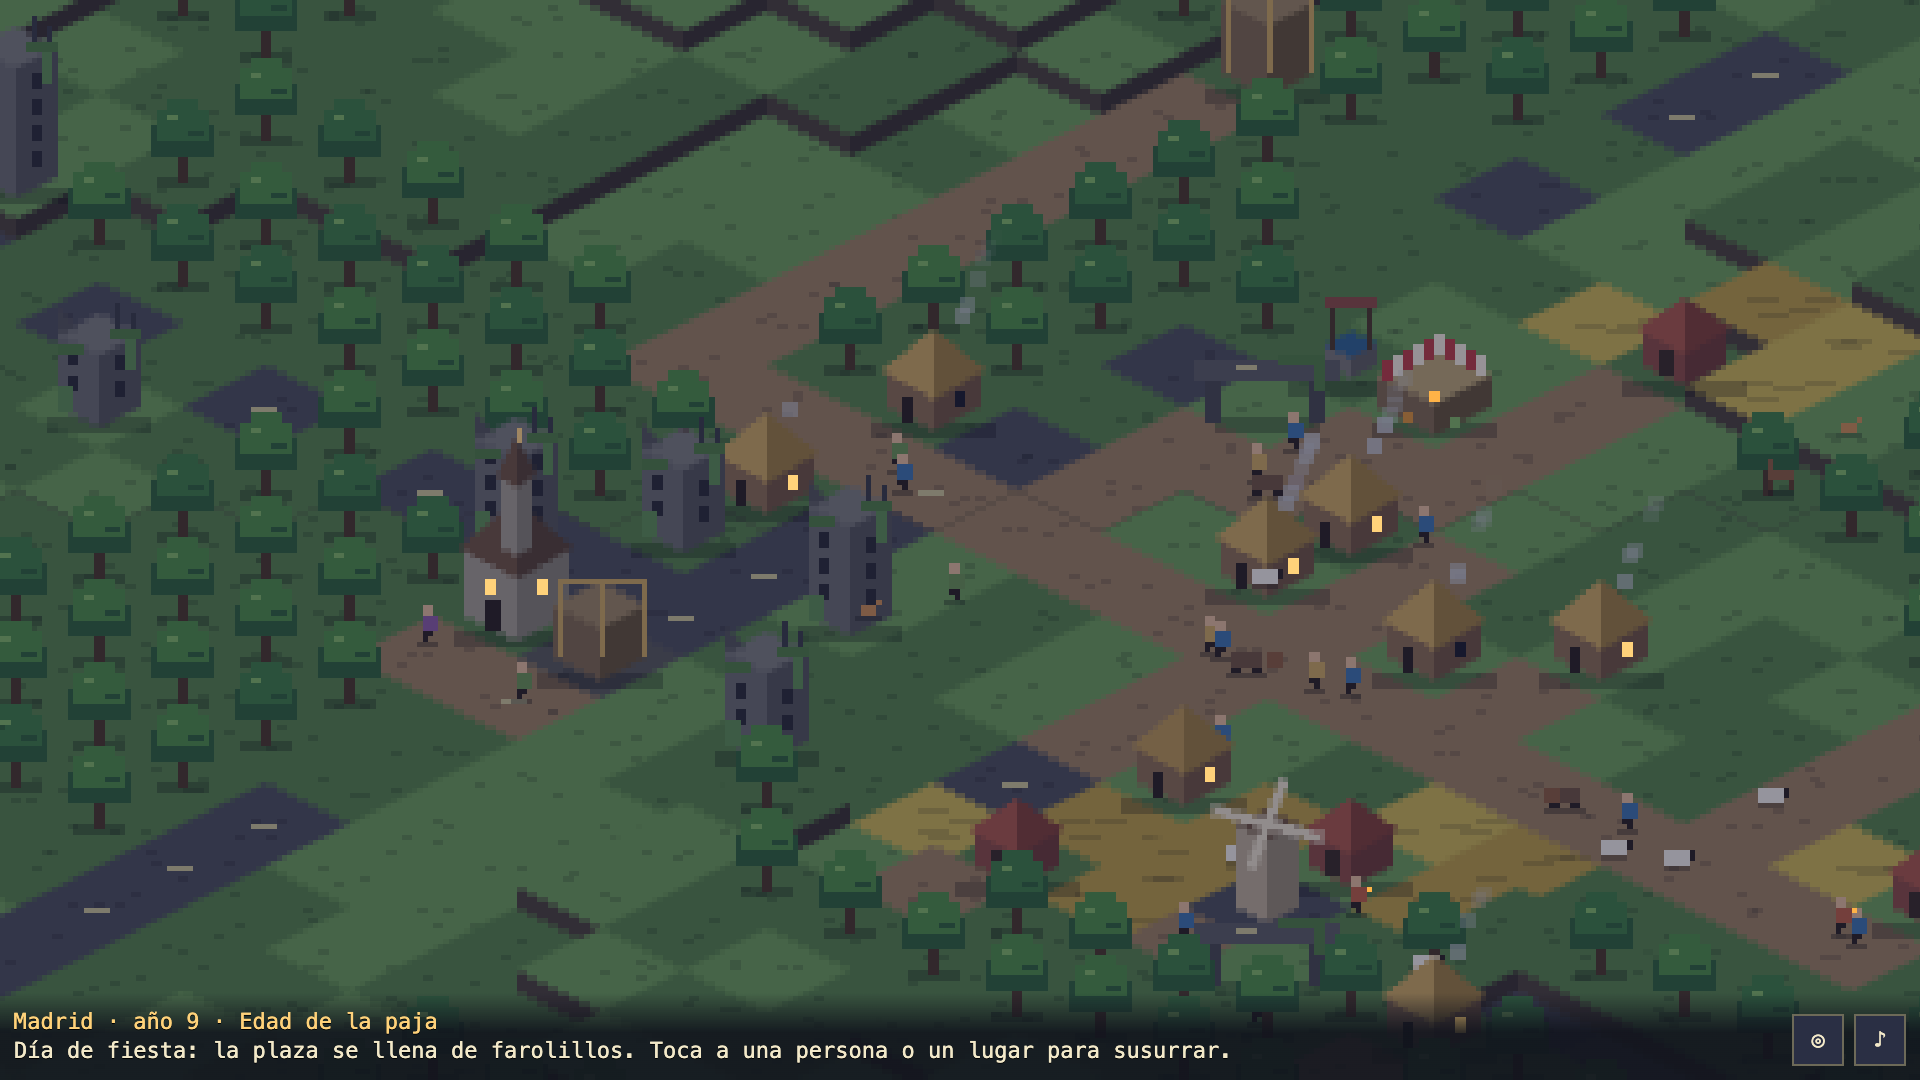 Madrid · año 9 · Edad de la paja
Día de fiesta: la plaza se llena de farolillos. Toca a una persona o un lugar para susurrar.